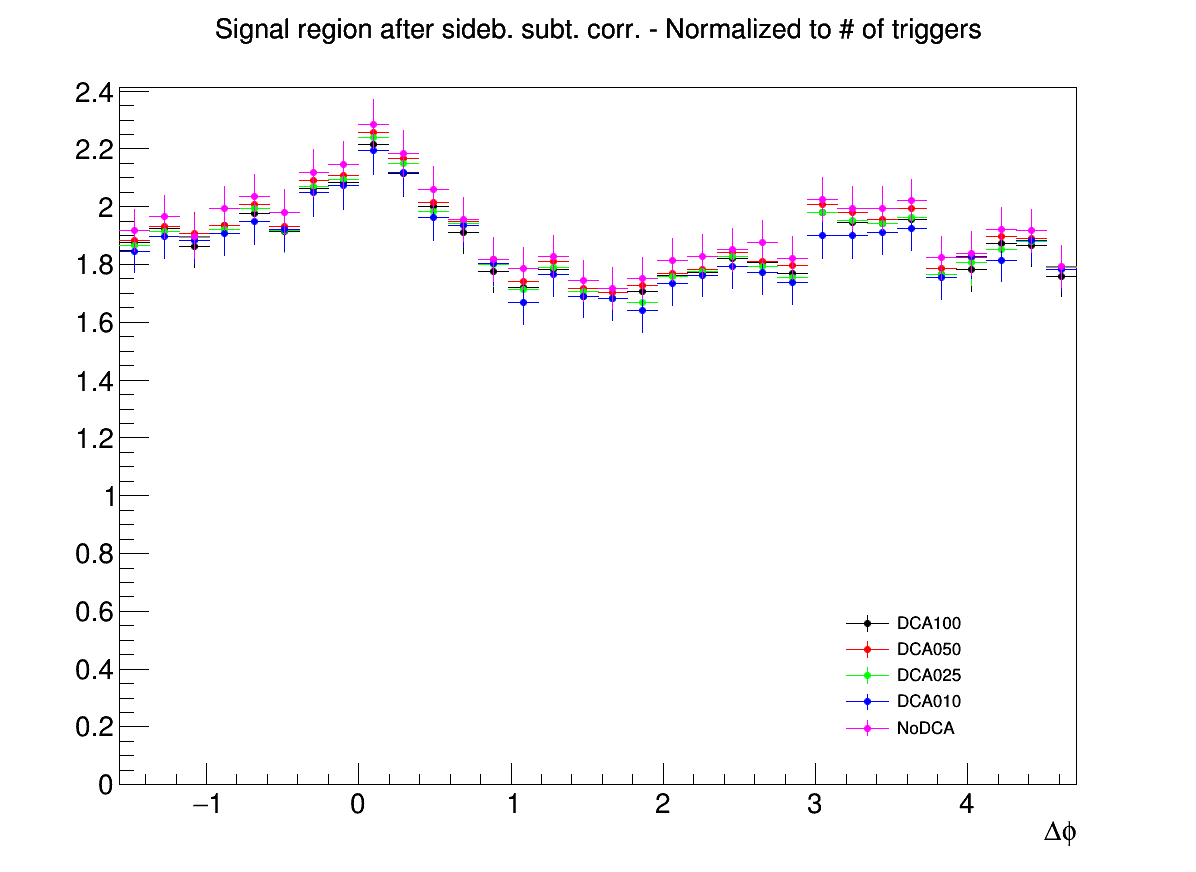 Signal region after sideb. subt. corr. - Normalized to # of triggers
2.4
2.2
2
1.8
1.6
1.4
1.2
1
0.8
0.6
0.4
0.2
0
DCA100
DCA050
DCA025
DCA010
NoDCA
−1 0 1 2 3 4
Δϕ